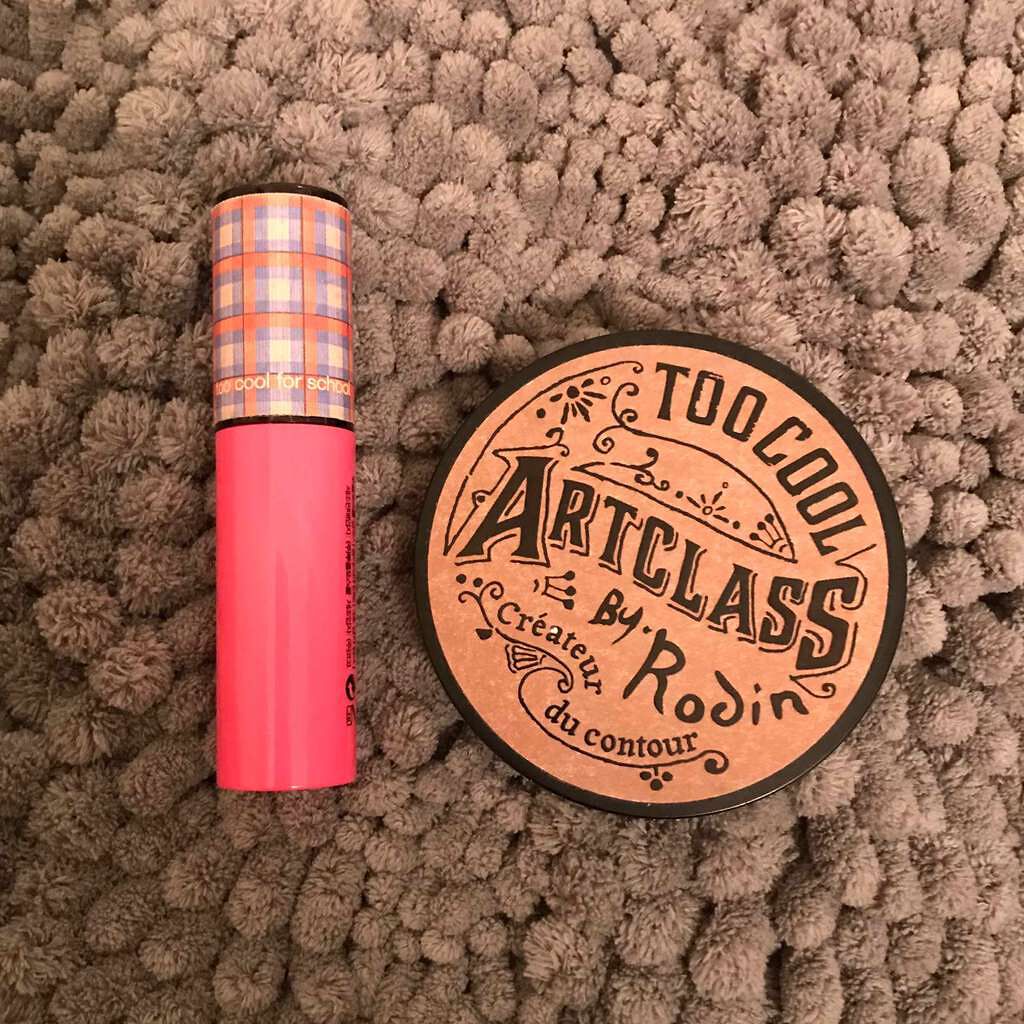 too cool for school
TOO COOL
ARTCLASS
BY. Rodin
Créateur
du contour